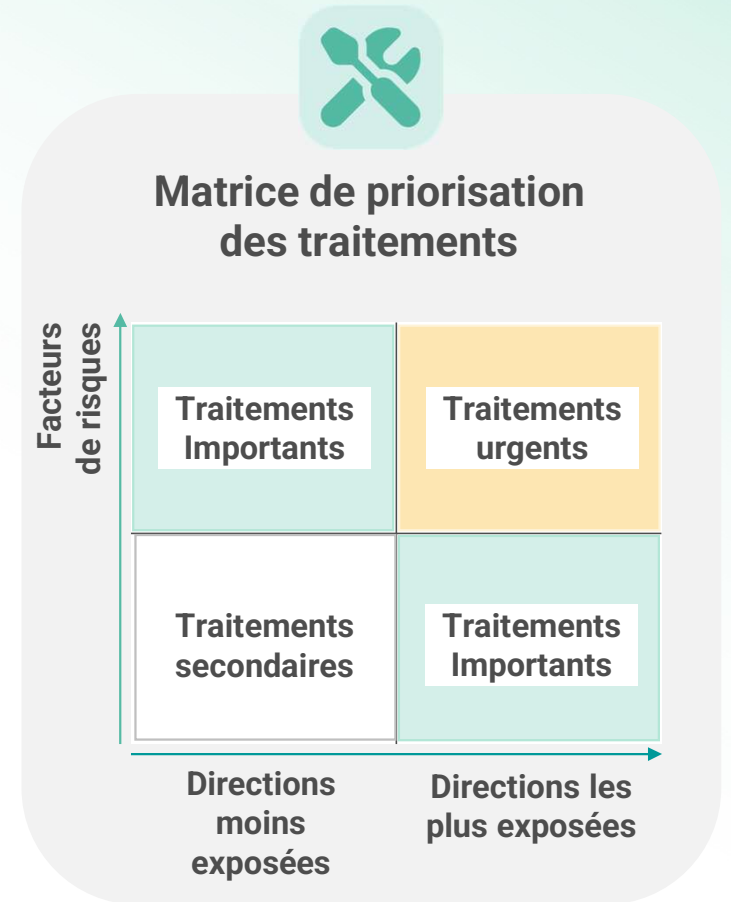 Matrice de priorisation
des traitements
Facteurs
de risques
Traitements
Importants
Traitements
urgents
Traitements
secondaires
Traitements
Importants
Directions
moins
exposées
Directions les
plus exposées